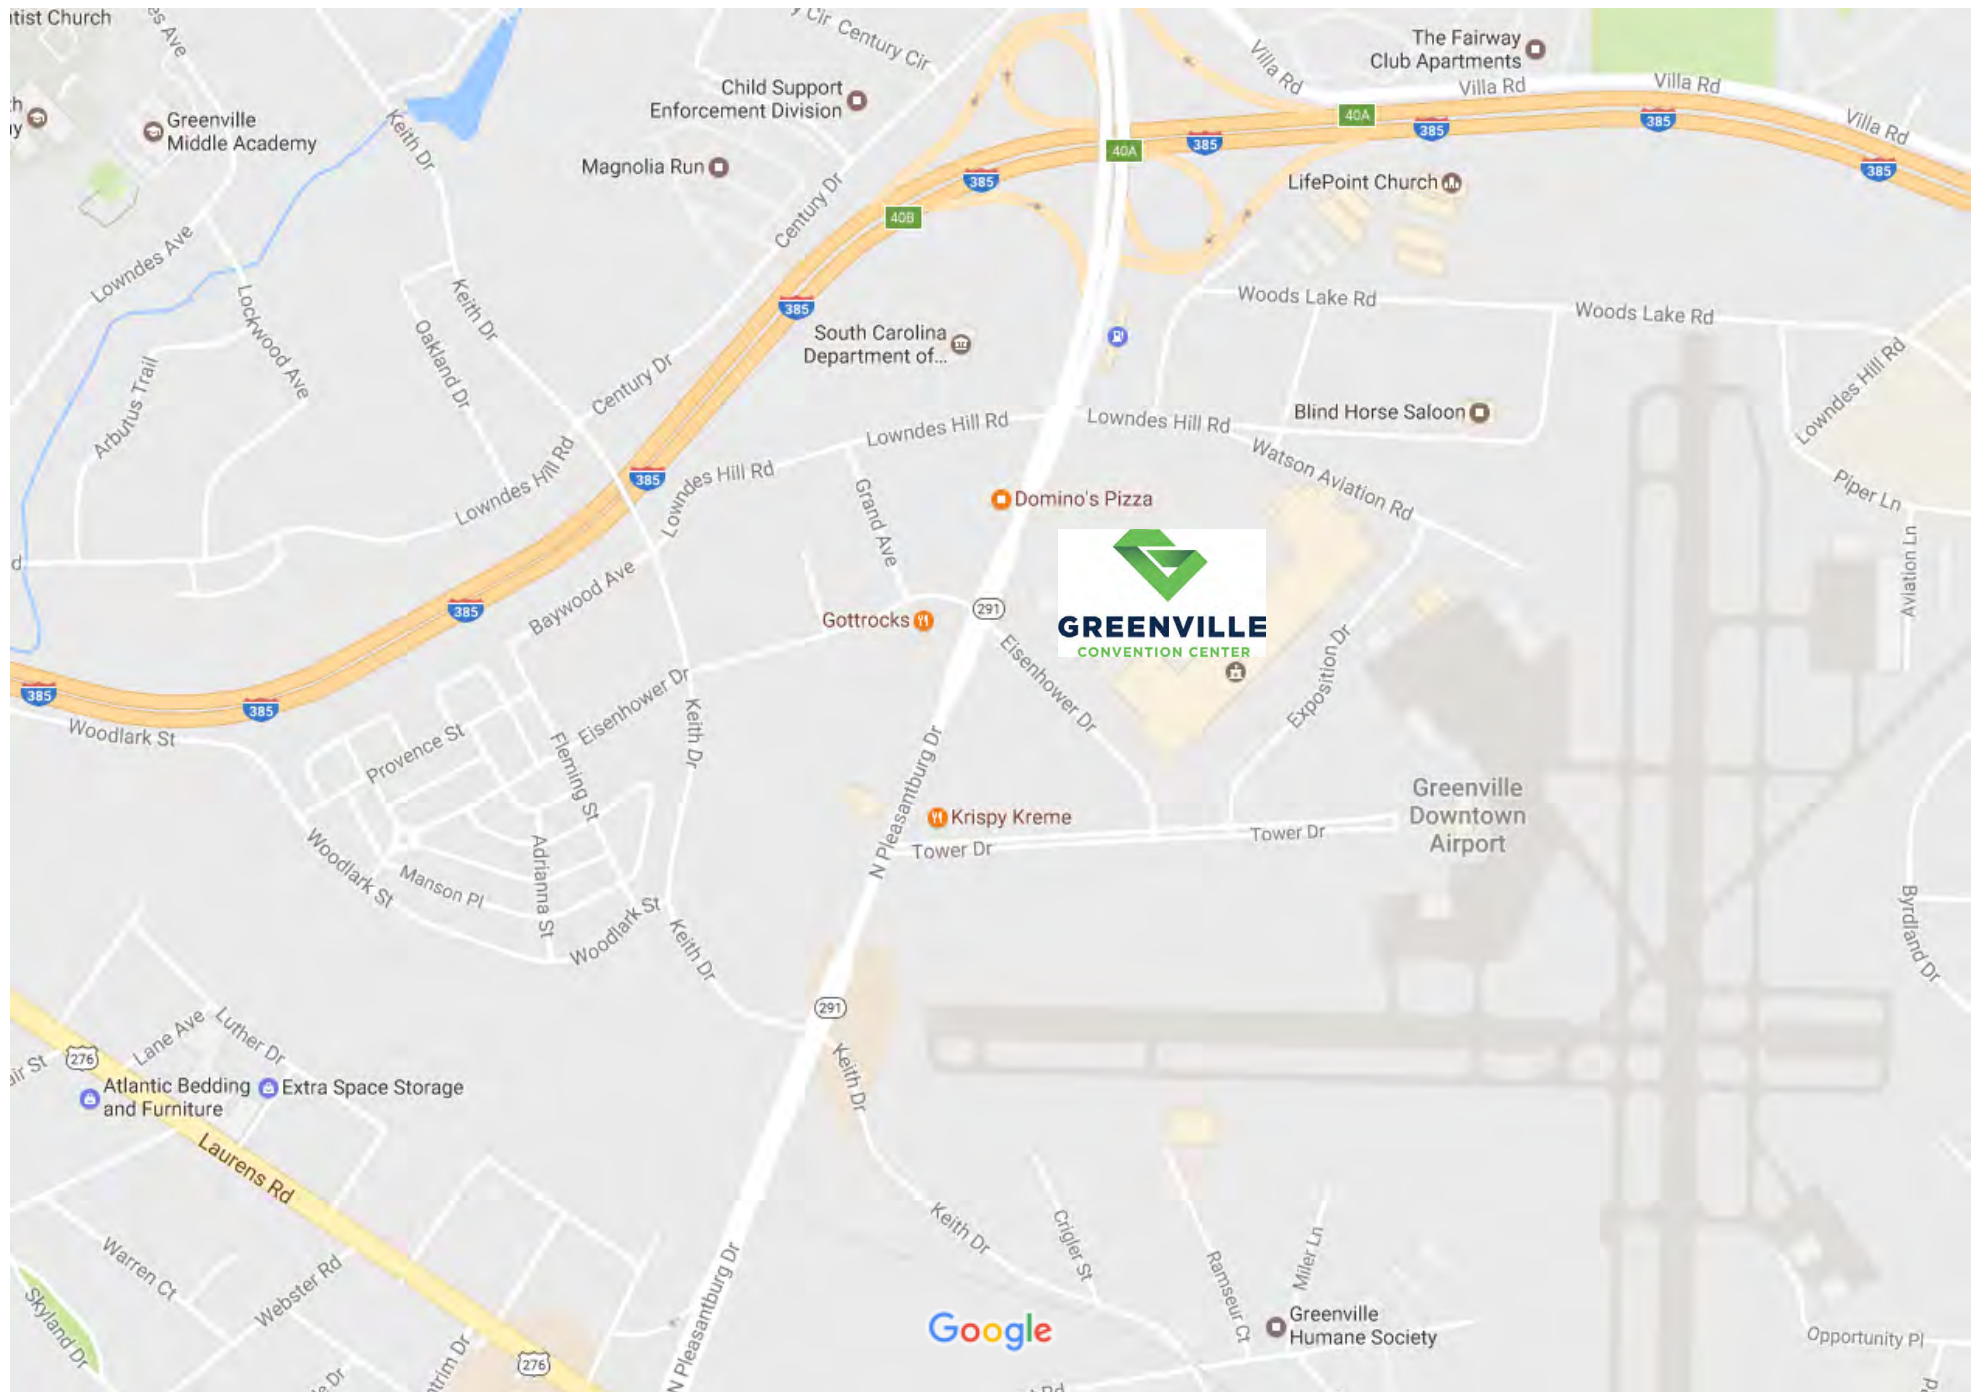 tist Church
es Ave
y Cir
Century Cir
Villa Rd
The Fairway
Club Apartments
Villa Rd
Villa Rd
Villa Rd
Child Support
Enforcement Division
Greenville
Middle Academy
Keith Dr
40A
385
385
385
385
40A
Magnolia Run
385
LifePoint Church
Century Dr
40B
Lowndes Ave
Lockwood Ave
Keith Dr
385
Woods Lake Rd
Woods Lake Rd
South Carolina
Department of...
Oakland Dr
Arbutus Trail
Century Dr
Lowndes Hill Rd
Blind Horse Saloon
Lowndes Hill Rd
Lowndes Hill Rd
Watson Aviation Rd
Lowndes Hill Rd
385
Lowndes Hill Rd
Piper Ln
Grand Ave
Domino's Pizza
Aviation Ln
d
GREENVILLE
CONVENTION CENTER
Baywood Ave
385
291
Gottrocks
Eisenhower Dr
Exposition Dr
385
385
Woodlark St
Provence St
Eisenhower Dr
Fleming St
Keith Dr
N Pleasantburg Dr
Greenville
Downtown
Airport
Krispy Kreme
Tower Dr
Tower Dr
Woodlark St
Manson Pl
Adrianna St
Woodlark St
Keith Dr
Byrdland Dr
291
Lane Ave
Luther Dr
276
air St
Atlantic Bedding
and Furniture
Extra Space Storage
Keith Dr
Laurens Rd
Keith Dr
Crigler St
Ramseur Ct
Miler Ln
Warren Ct
Webster Rd
Skyland Dr
N Pleasantburg Dr
Google
Greenville
Humane Society
Opportunity Pl
276
ntrim Dr
e Dr
Rd